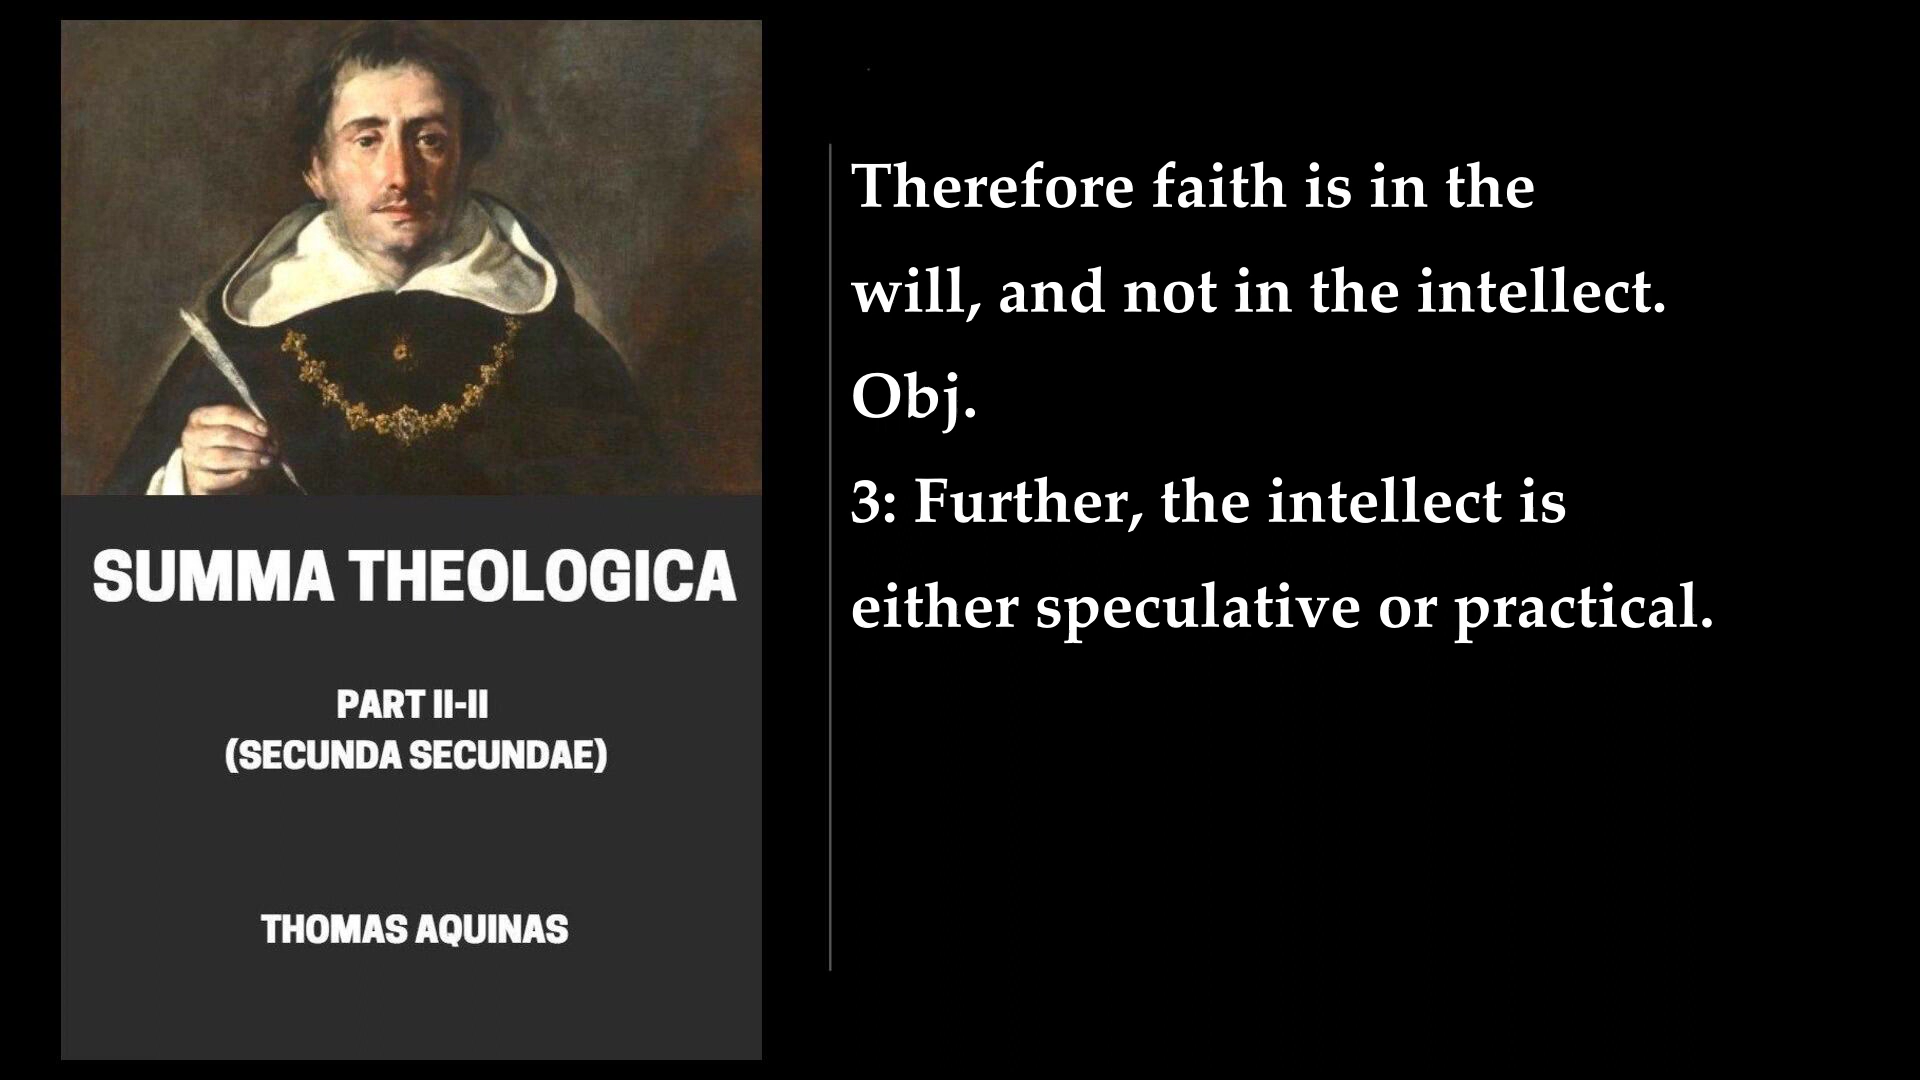 SUMMA THEOLOGICA
PART II-II
(SECUNDA SECUNDAE)
THOMAS AQUINAS
Therefore faith is in the
will, and not in the intellect.
Obj.
3: Further, the intellect is
either speculative or practical.